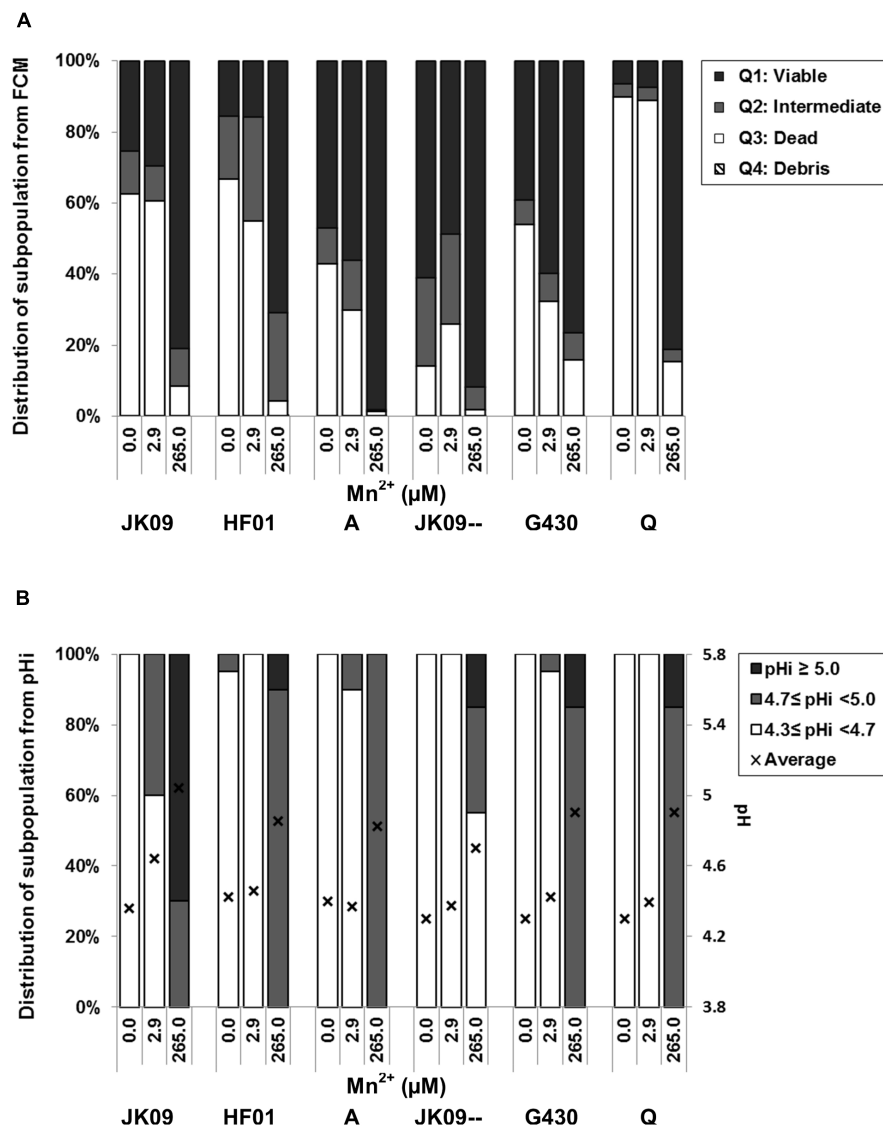 A
Distribution of subpopulation from FCM
100%
80%
60%
40%
20%
0%
Q1: Viable
Q2: Intermediate
Q3: Dead
Q4: Debris
0.0 2.9 265.0 0.0 2.9 265.0 0.0 2.9 265.0 0.0 2.9 265.0 0.0 2.9 265.0 0.0 2.9 265.0
Mn²⁺ (µM)
JK09 HF01 A JK09-- G430 Q
B
Distribution of subpopulation from pHi
100%
80%
60%
40%
20%
0%
5.8
5.4
5
4.6
4.2
3.8
pH
pHi ≥ 5.0
4.7≤ pHi <5.0
4.3≤ pHi <4.7
Average
0.0 2.9 265.0 0.0 2.9 265.0 0.0 2.9 265.0 0.0 2.9 265.0 0.0 2.9 265.0 0.0 2.9 265.0
Mn²⁺ (µM)
JK09 HF01 A JK09-- G430 Q